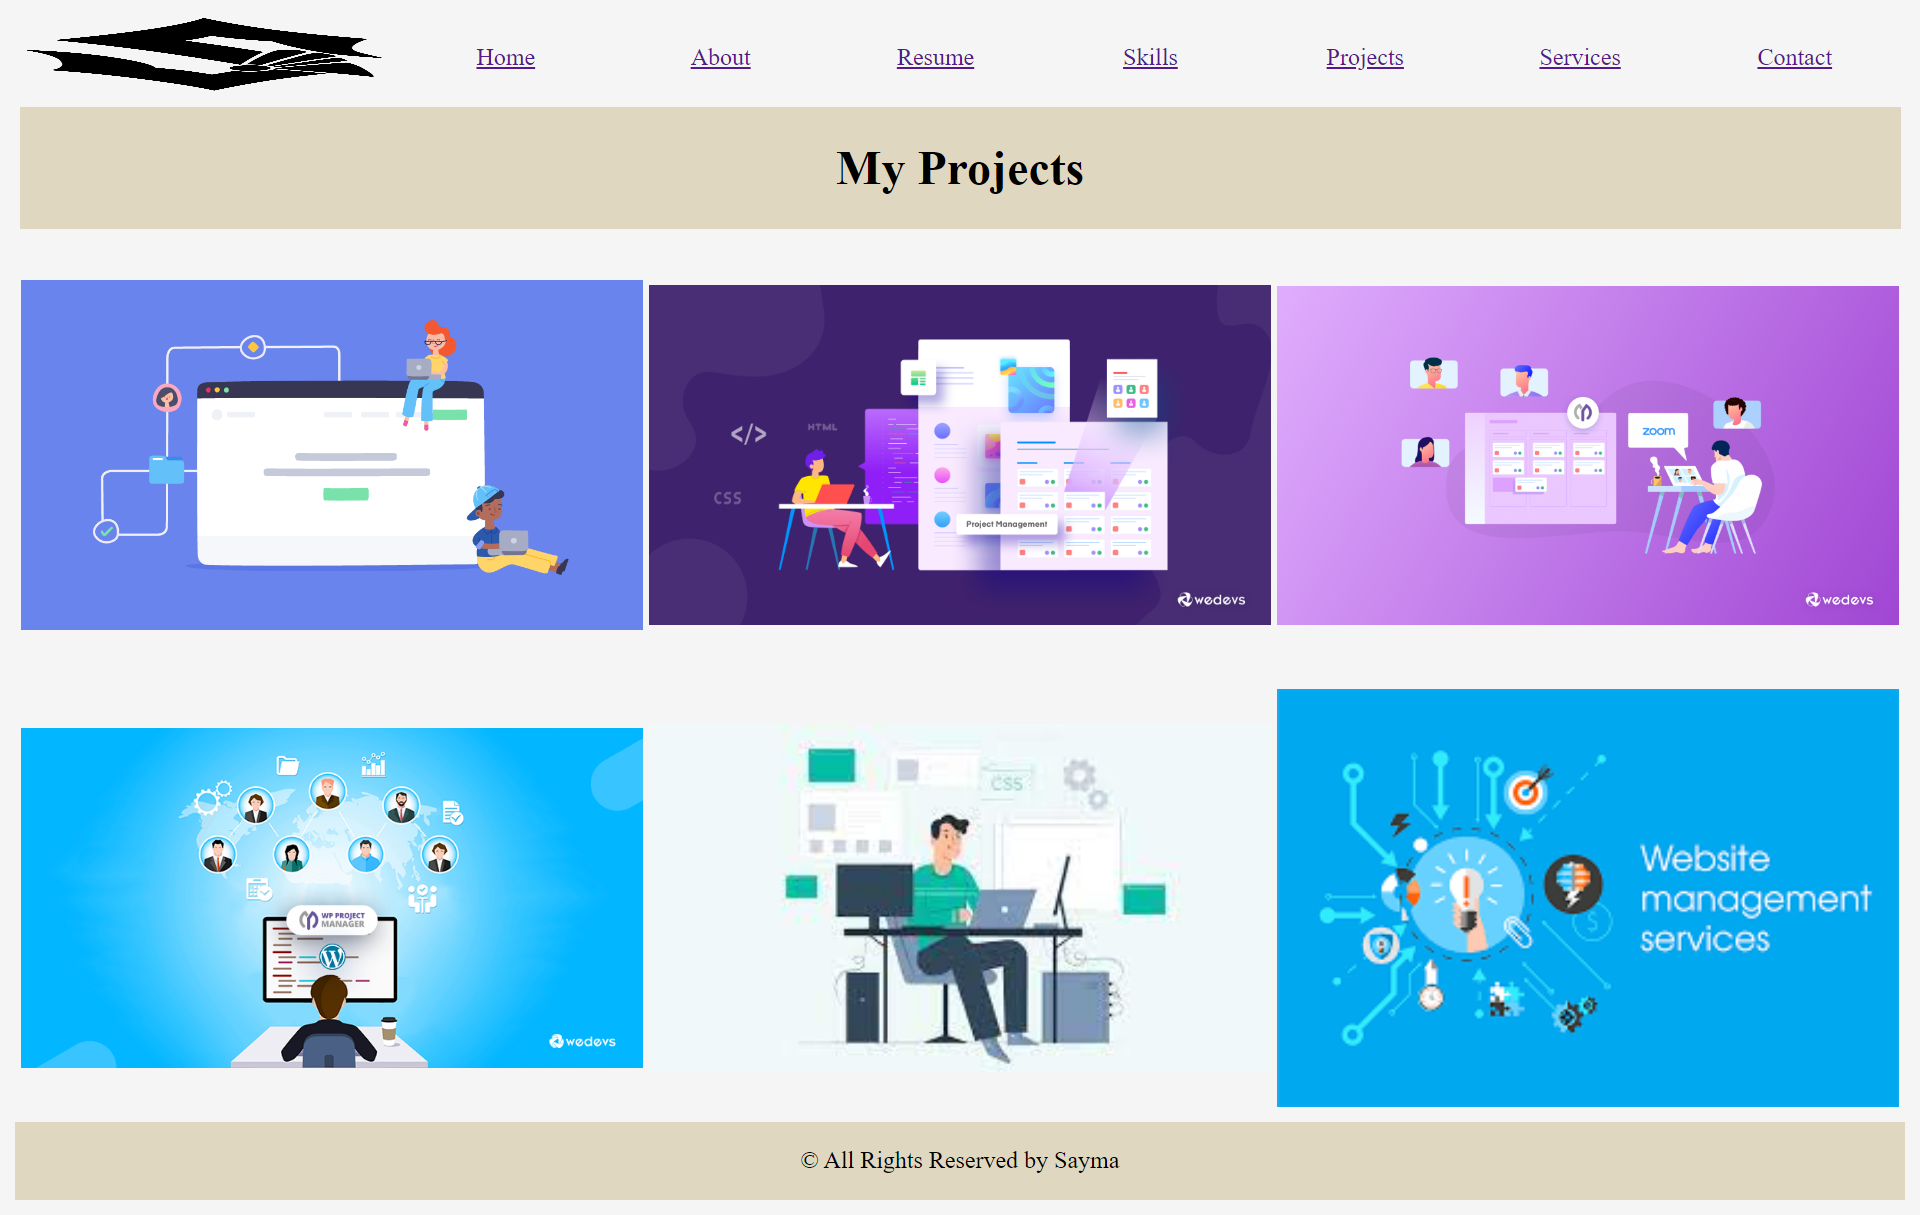 Home About Resume Skills Projects Services Contact
My Projects
</>
HTML
CSS
Project Management
wedevs
zoom
wedevs
WP PROJECT
MANAGER
wedevs
CSS
Website
management
services
© All Rights Reserved by Sayma